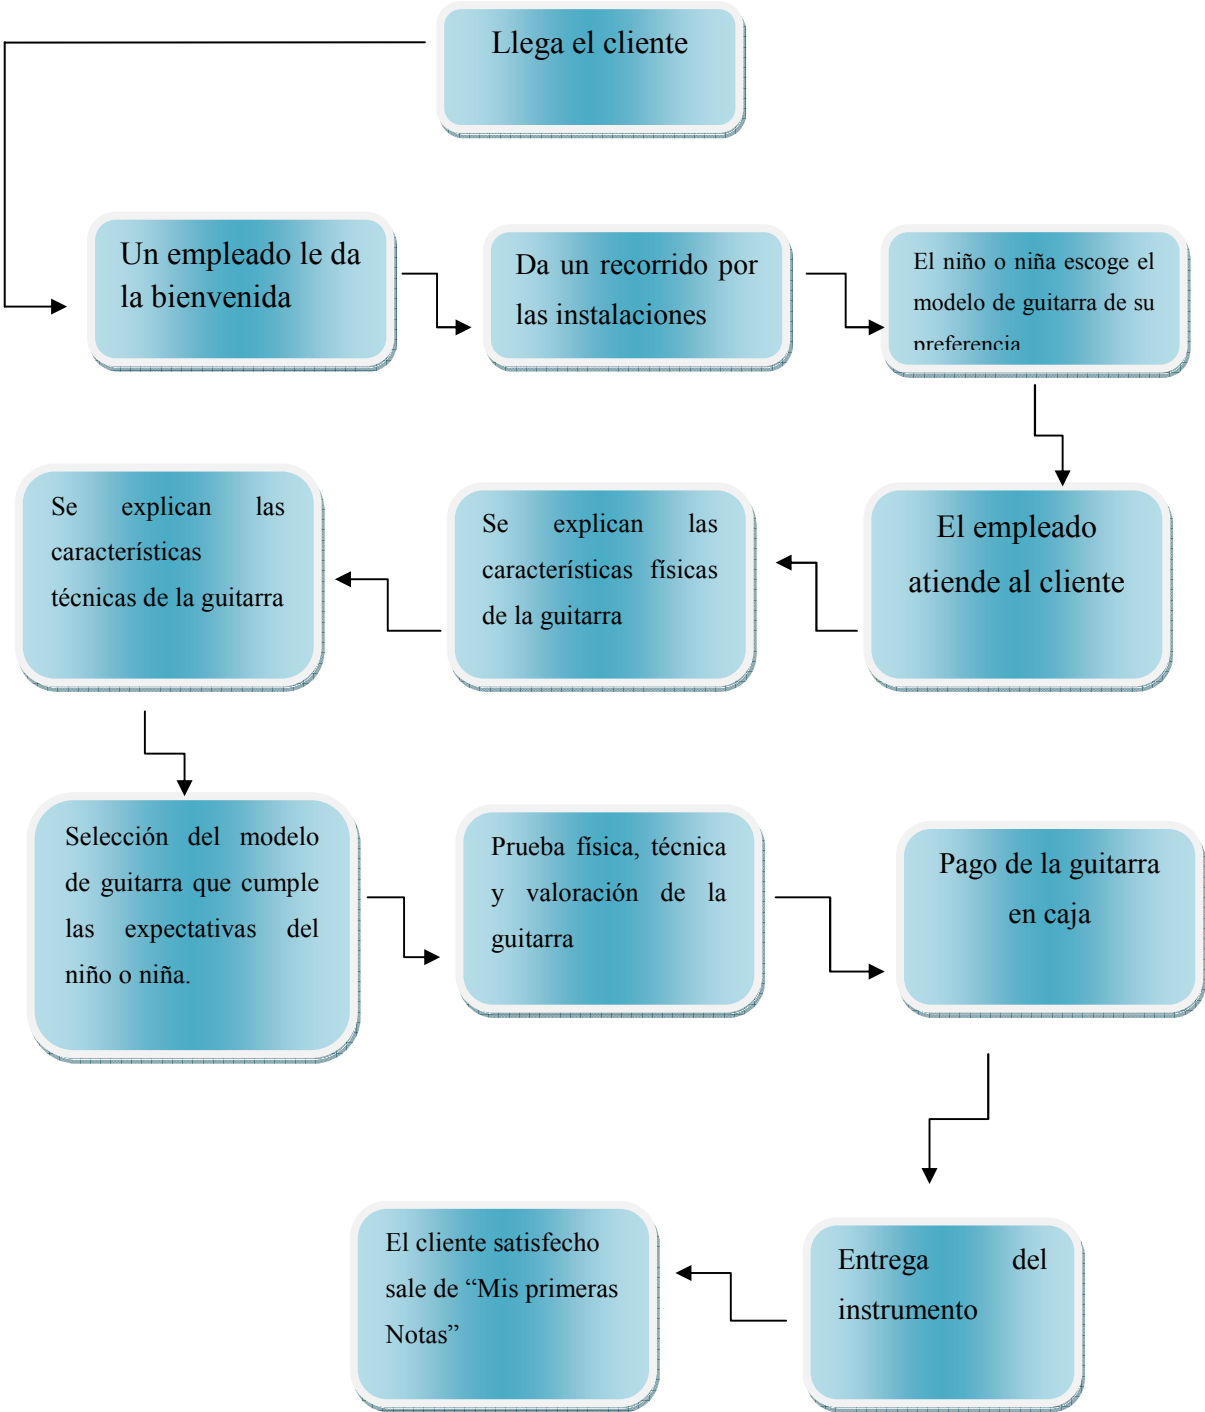 Llega el cliente
Un empleado le da
la bienvenida
Da un recorrido por
las instalaciones
El niño o niña escoge el
modelo de guitarra de su
preferencia
El empleado
atiende al cliente
Se explican las
características físicas
de la guitarra
Se explican las
características
técnicas de la guitarra
Selección del modelo
de guitarra que cumple
las expectativas del
niño o niña.
Prueba física, técnica
y valoración de la
guitarra
Pago de la guitarra
en caja
Entrega del
instrumento
El cliente satisfecho
sale de “Mis primeras
Notas”